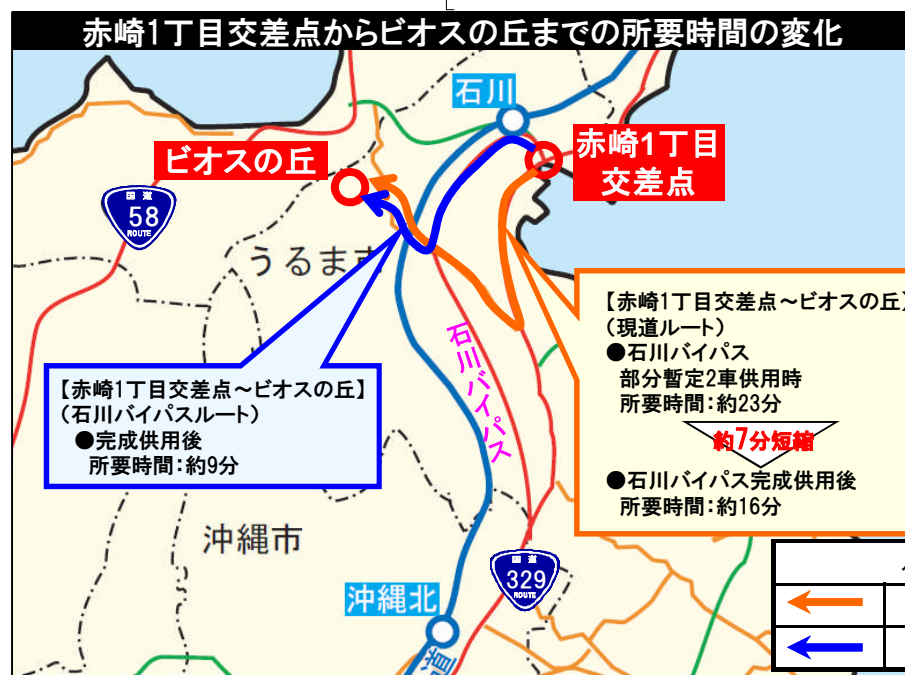 赤崎1丁目交差点からビオスの丘までの所要時間の変化
石川
赤崎1丁目
交差点
ビオスの丘
国道
58
ROUTE
うるま市
【赤崎1丁目交差点～ビオスの丘】
(現道ルート)
●石川バイパス
部分暫定2車供用時
所要時間:約23分
約7分短縮
●石川バイパス完成供用後
所要時間:約16分
石川バイパス
【赤崎1丁目交差点～ビオスの丘】
(石川バイパスルート)
●完成供用後
所要時間:約9分
沖縄市
国道
329
ROUTE
沖縄北
道